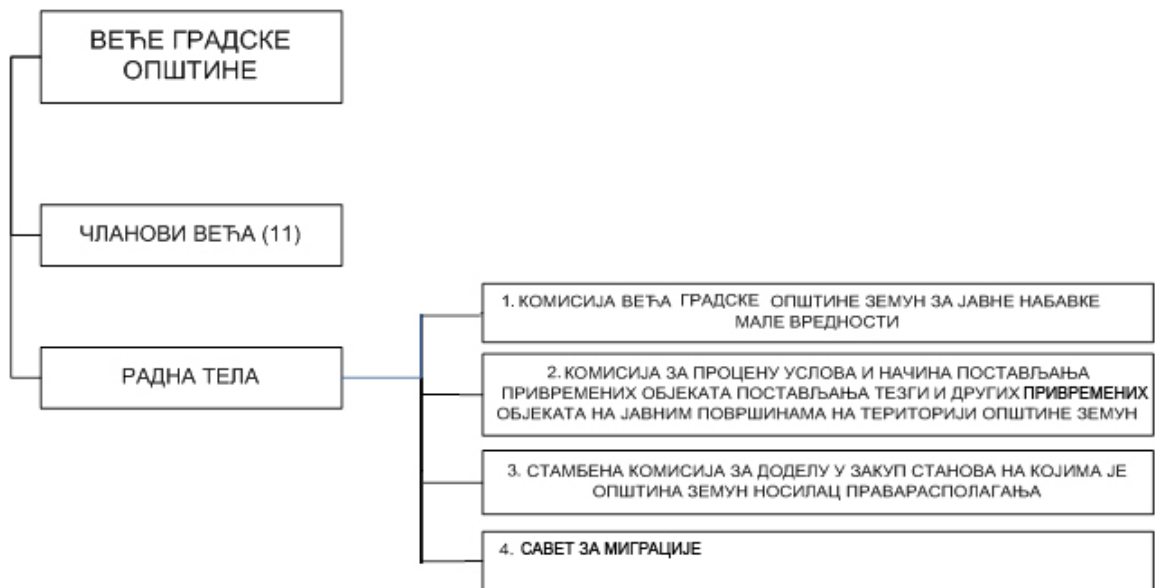 ВЕЋЕ ГРАДСКЕ
ОПШТИНЕ
ЧЛАНОВИ ВЕЋА (11)
РАДНА ТЕЛА
1. КОМИСИЈА ВЕЋА ГРАДСКЕ ОПШТИНЕ ЗЕМУН ЗА ЈАВНЕ НАБАВКЕ
МАЛЕ ВРЕДНОСТИ
2. КОМИСИЈА ЗА ПРОЦЕНУ УСЛОВА И НАЧИНА ПОСТАВЉАЊА
ПРИВРЕМЕНИХ ОБЈЕКАТА ПОСТАВЉАЊА ТЕЗГИ И ДРУГИХ ПРИВРЕМЕНИХ
ОБЈЕКАТА НА ЈАВНИМ ПОВРШИНАМА НА ТЕРИТОРИЈИ ОПШТИНЕ ЗЕМУН
3. СТАМБЕНА КОМИСИЈА ЗА ДОДЕЛУ У ЗАКУП СТАНОВА НА КОЈИМА ЈЕ
ОПШТИНА ЗЕМУН НОСИЛАЦ ПРАВАРАСПОЛАГАЊА
4. САВЕТ ЗА МИГРАЦИЈЕ